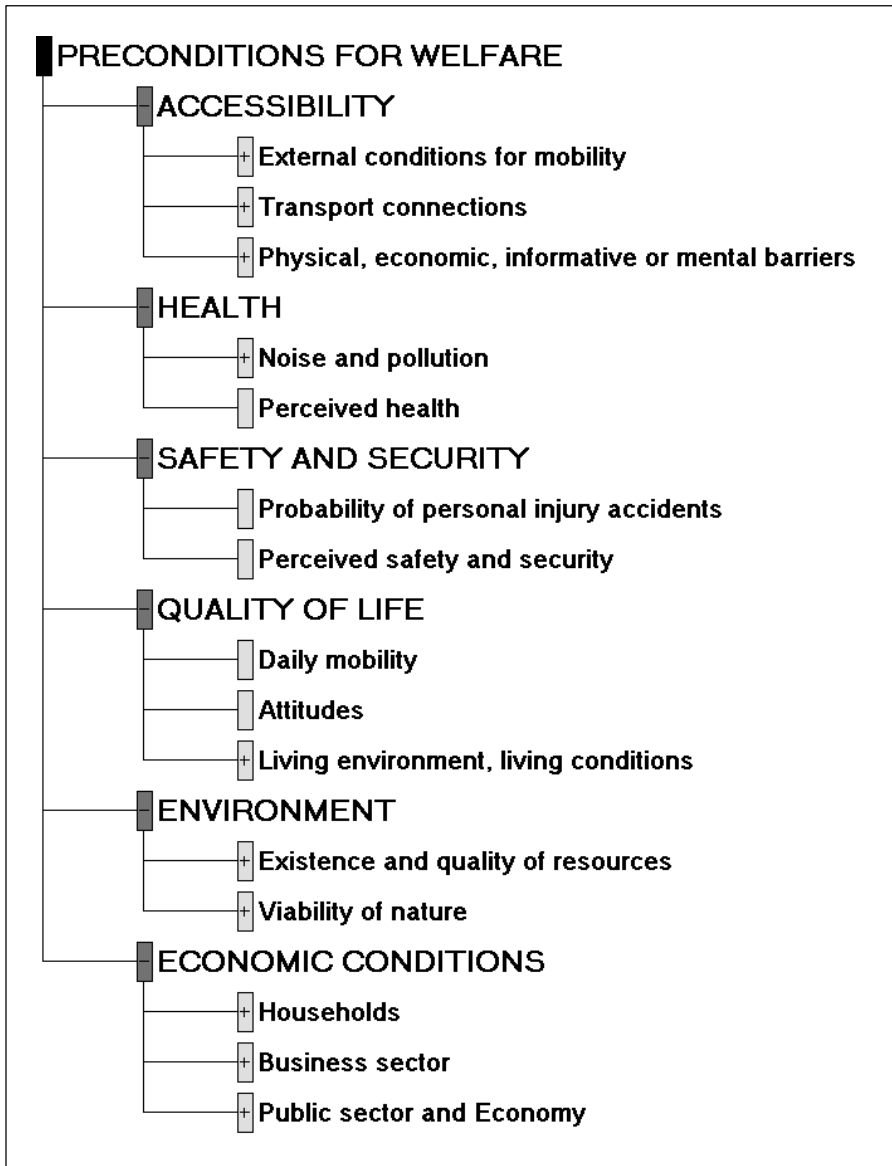 PRECONDITIONS FOR WELFARE
ACCESSIBILITY
External conditions for mobility
Transport connections
Physical, economic, informative or mental barriers
HEALTH
Noise and pollution
Perceived health
SAFETY AND SECURITY
Probability of personal injury accidents
Perceived safety and security
QUALITY OF LIFE
Daily mobility
Attitudes
Living environment, living conditions
ENVIRONMENT
Existence and quality of resources
Viability of nature
ECONOMIC CONDITIONS
Households
Business sector
Public sector and Economy